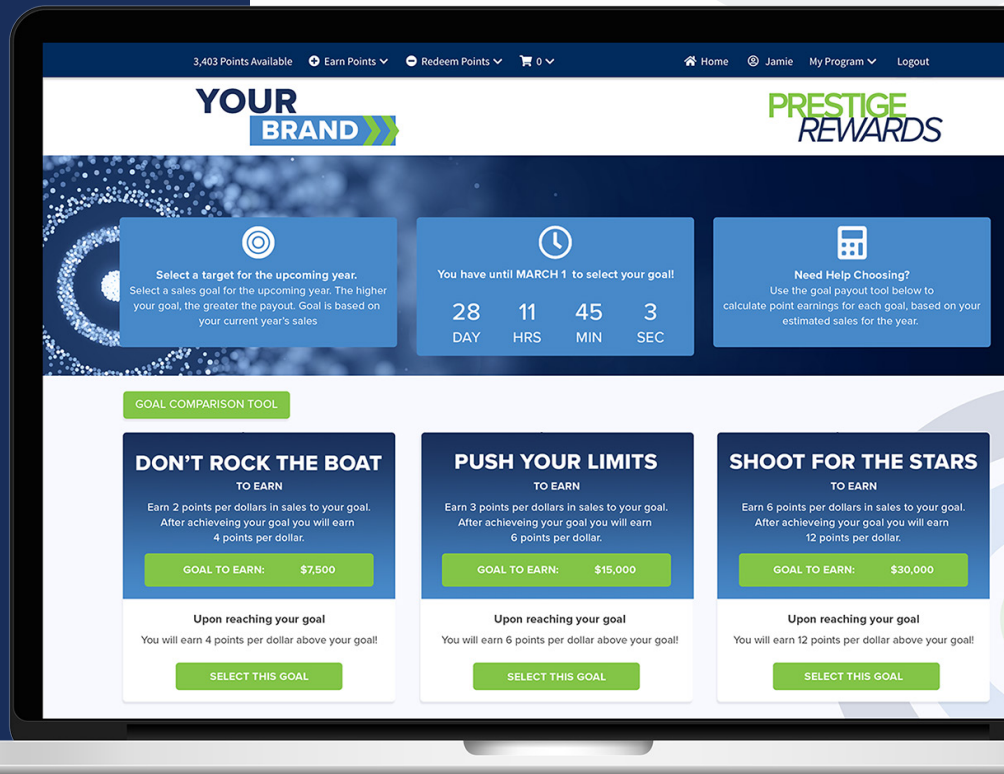 3,403 Points Available Earn Points Redeem Points 0 Home Jamie My Program Logout
YOUR
BRAND
PRESTIGE
REWARDS
Select a target for the upcoming year.
Select a sales goal for the upcoming year. The higher
your goal, the greater the payout. Goal is based on
your current year's sales
You have until MARCH 1 to select your goal!
28 11 45 3
DAY HRS MIN SEC
Need Help Choosing?
Use the goal payout tool below to
calculate point earnings for each goal, based on your
estimated sales for the year.
GOAL COMPARISON TOOL
DON'T ROCK THE BOAT
TO EARN
Earn 2 points per dollars in sales to your goal.
After achieveing your goal you will earn
4 points per dollar.
GOAL TO EARN: $7,500
Upon reaching your goal
You will earn 4 points per dollar above your goal!
SELECT THIS GOAL
PUSH YOUR LIMITS
TO EARN
Earn 3 points per dollars in sales to your goal.
After achieveing your goal you will earn
6 points per dollar.
GOAL TO EARN: $15,000
Upon reaching your goal
You will earn 6 points per dollar above your goal!
SELECT THIS GOAL
SHOOT FOR THE STARS
TO EARN
Earn 6 points per dollars in sales to your goal.
After achieveing your goal you will earn
12 points per dollar.
GOAL TO EARN: $30,000
Upon reaching your goal
You will earn 12 points per dollar above your goal!
SELECT THIS GOAL